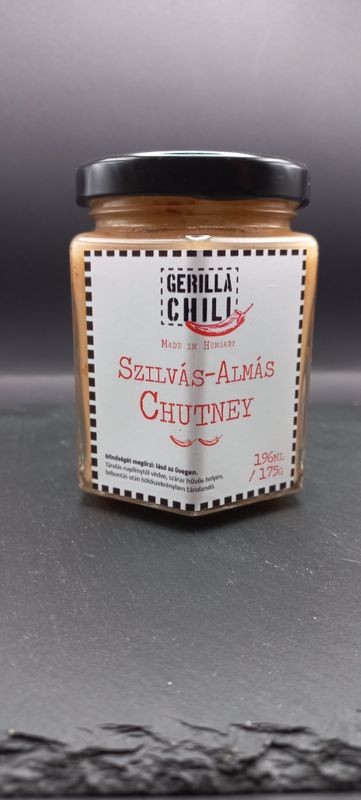 GERILLA
CHILI
MADE IN HUNGARY
SZILVÁS-ALMÁS
CHUTNEY
Minőségét megőrzi: lásd az üvegen.
Tárolás napfénytől védve, száraz hűvös helyen,
felbontás után hűtőszekrényben tárolandó.
196ML
/ 175G